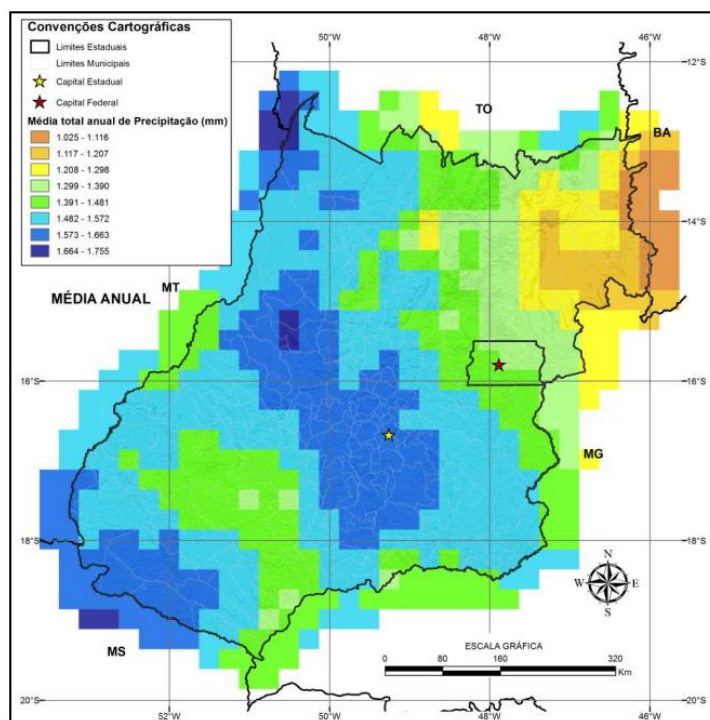 Convenções Cartográficas
Limites Estaduais
Limites Municipais
Capital Estadual
Capital Federal
Média total anual de Precipitação (mm)
1.025 - 1.116
1.117 - 1.207
1.208 - 1.298
1.299 - 1.390
1.391 - 1.481
1.482 - 1.572
1.573 - 1.663
1.664 - 1.755
50°W
48°W
46°W
12°S
TO
BA
14°S
14°S
MT
MÉDIA ANUAL
16°S
16°S
MG
18°S
18°S
N
W E
S
MS
ESCALA GRÁFICA
0 80 160 320
Km
20°S
20°S
52°W
50°W
48°W
46°W